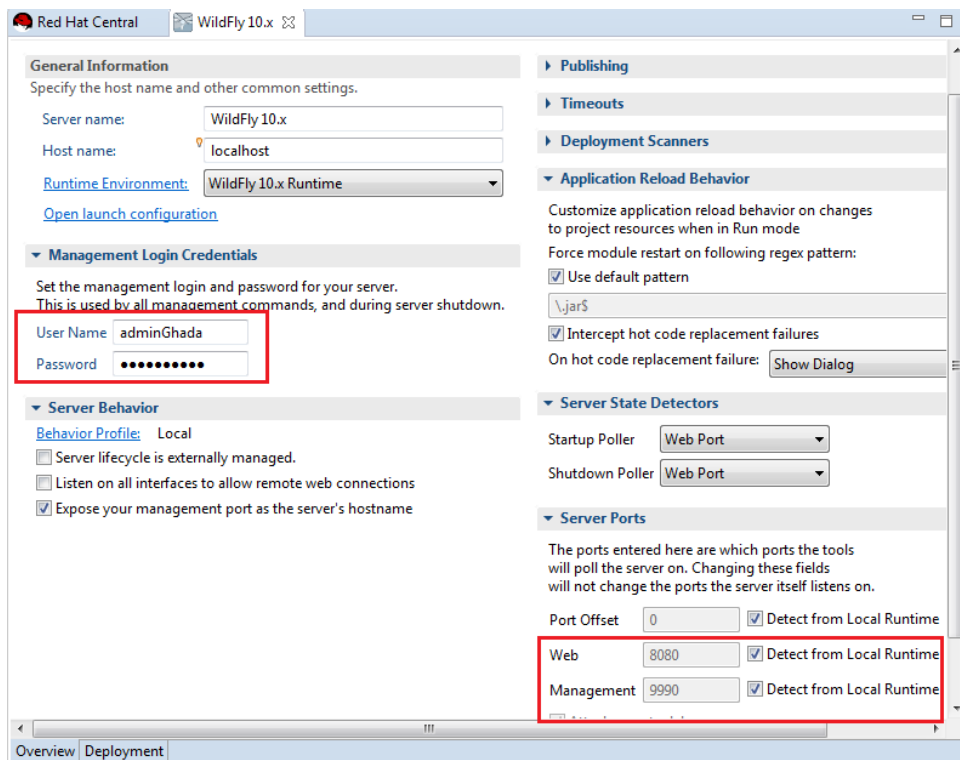 Red Hat Central
WildFly 10.x
General Information
Specify the host name and other common settings.
Server name:
WildFly 10.x
Host name:
localhost
Runtime Environment:
WildFly 10.x Runtime
Open launch configuration
Management Login Credentials
Set the management login and password for your server.
This is used by all management commands, and during server shutdown.
User Name
adminGhada
Password
●●●●●●●●●●
Server Behavior
Behavior Profile: Local
Server lifecycle is externally managed.
Listen on all interfaces to allow remote web connections
Expose your management port as the server's hostname
Publishing
Timeouts
Deployment Scanners
Application Reload Behavior
Customize application reload behavior on changes
to project resources when in Run mode
Force module restart on following regex pattern:
Use default pattern
\.jar$
Intercept hot code replacement failures
On hot code replacement failure:
Show Dialog
Server State Detectors
Startup Poller
Web Port
Shutdown Poller
Web Port
Server Ports
The ports entered here are which ports the tools
will poll the server on. Changing these fields
will not change the ports the server itself listens on.
Port Offset
0
Detect from Local Runtime
Web
8080
Detect from Local Runtime
Management
9990
Detect from Local Runtime
Overview
Deployment